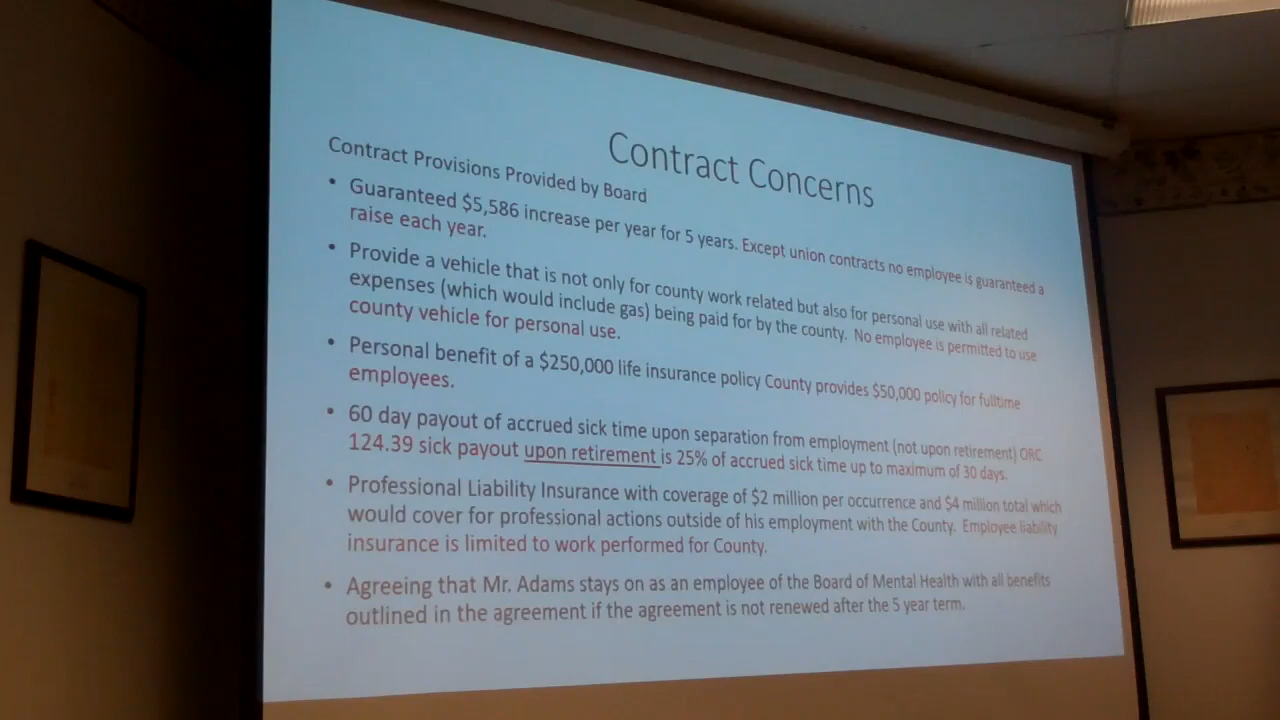 Contract Concerns
Contract Provisions Provided by Board
• Guaranteed $5,586 increase per year for 5 years. Except union contracts no employee is guaranteed a
raise each year.
• Provide a vehicle that is not only for county work related but also for personal use with all related
expenses (which would include gas) being paid for by the county. No employee is permitted to use
county vehicle for personal use.
• Personal benefit of a $250,000 life insurance policy County provides $50,000 policy for fulltime
employees.
• 60 day payout of accrued sick time upon separation from employment (not upon retirement) ORC
124.39 sick payout upon retirement is 25% of accrued sick time up to maximum of 30 days.
• Professional Liability Insurance with coverage of $2 million per occurrence and $4 million total which
would cover for professional actions outside of his employment with the County. Employee liability
insurance is limited to work performed for County.
• Agreeing that Mr. Adams stays on as an employee of the Board of Mental Health with all benefits
outlined in the agreement if the agreement is not renewed after the 5 year term.